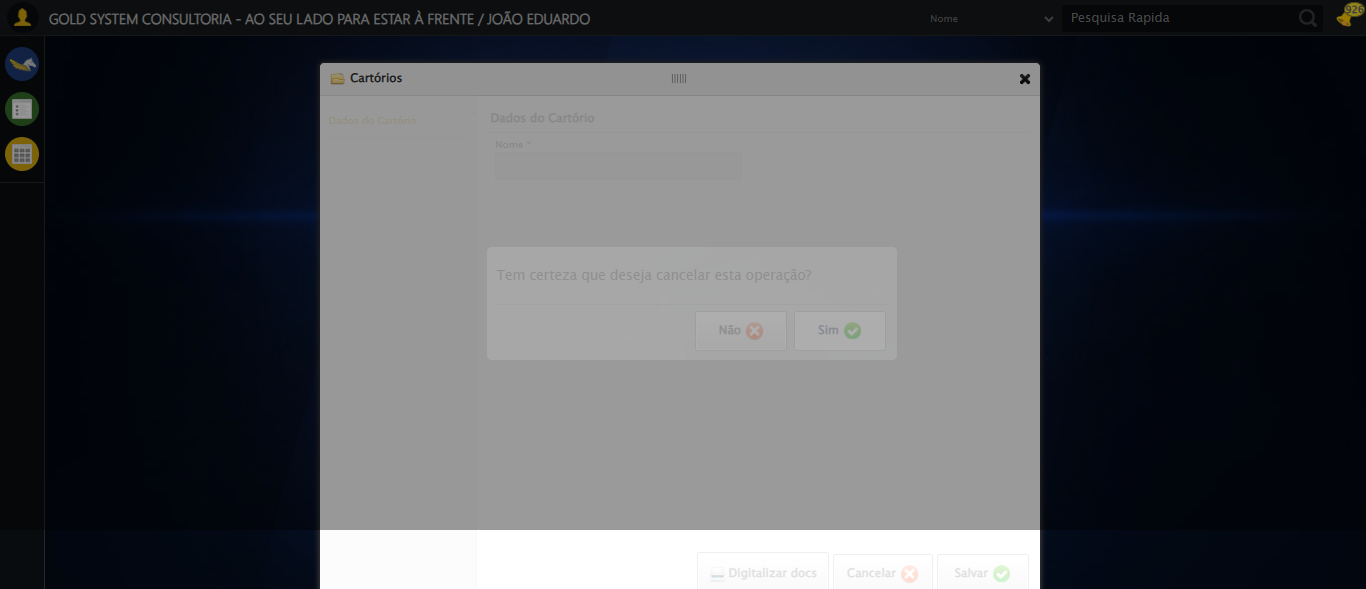 GOLD SYSTEM CONSULTORIA - AO SEU LADO PARA ESTAR À FRENTE / JOÃO EDUARDO
Nome
Pesquisa Rapida
926
Cartórios
Dados do Cartório
Dados do Cartório
Nome *
Tem certeza que deseja cancelar esta operação?
Não
Sim
Digitalizar docs
Cancelar
Salvar